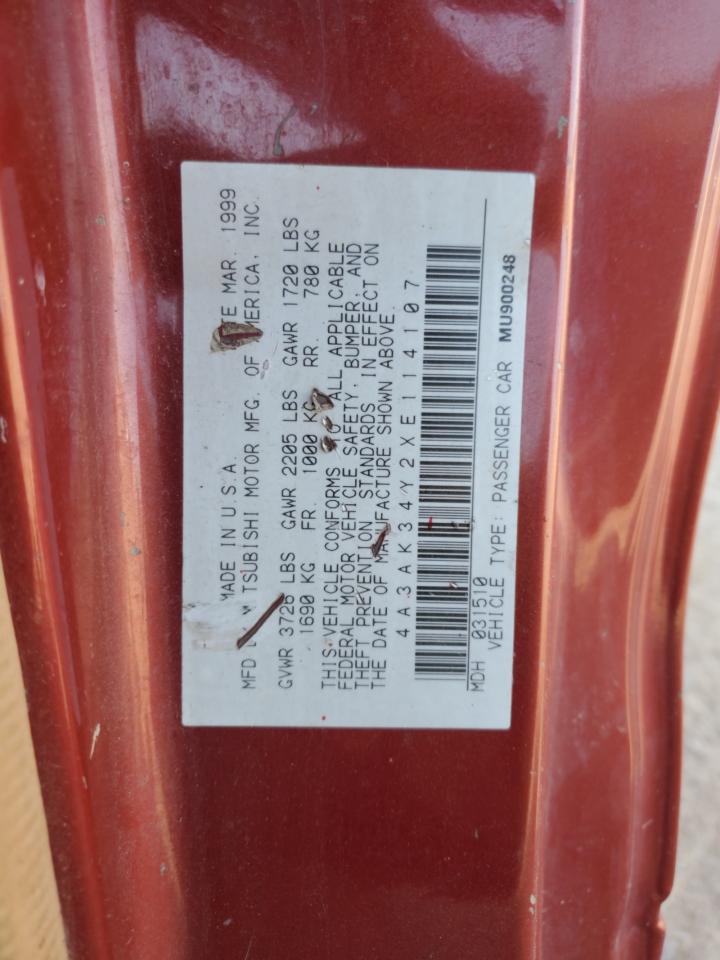 MADE IN U.S.A. MAR. 1999
MFD TSUBISHI MOTOR MFG. OF MERICA, INC.
GVWR 3726 LBS GAWR 2205 LBS GAWR 1720 LBS
1690 KG FR. 1000 KG RR. 780 KG
THIS VEHICLE CONFORMS TO ALL APPLICABLE
FEDERAL MOTOR VEHICLE SAFETY, BUMPER, AND
THEFT PREVENTION STANDARDS IN EFFECT ON
THE DATE OF MANUFACTURE SHOWN ABOVE.
4A3AK34Y2XE114107
MDH 031510
VEHICLE TYPE: PASSENGER CAR MU900248